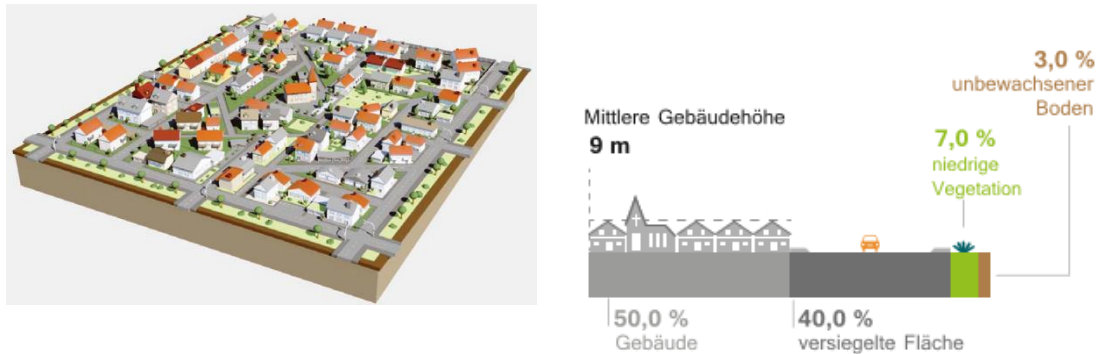 3,0 %
unbewachsener
Boden
Mittlere Gebäudehöhe
9 m
7,0 %
niedrige
Vegetation
50,0 %
Gebäude
40,0 %
versiegelte Fläche